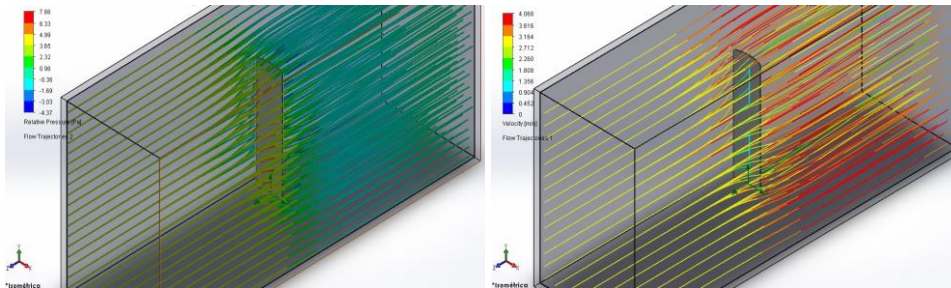 7.66
6.33
4.99
3.65
2.32
0.98
-0.36
-1.69
-3.03
-4.37
Relative Pressure [Pa]
Flow Trajectories 2
Y
Z
X
*Isométrica
4.068
3.616
3.164
2.712
2.260
1.808
1.356
0.904
0.452
0
Velocity [m/s]
Flow Trajectories 1
Y
Z
X
*Isométrica